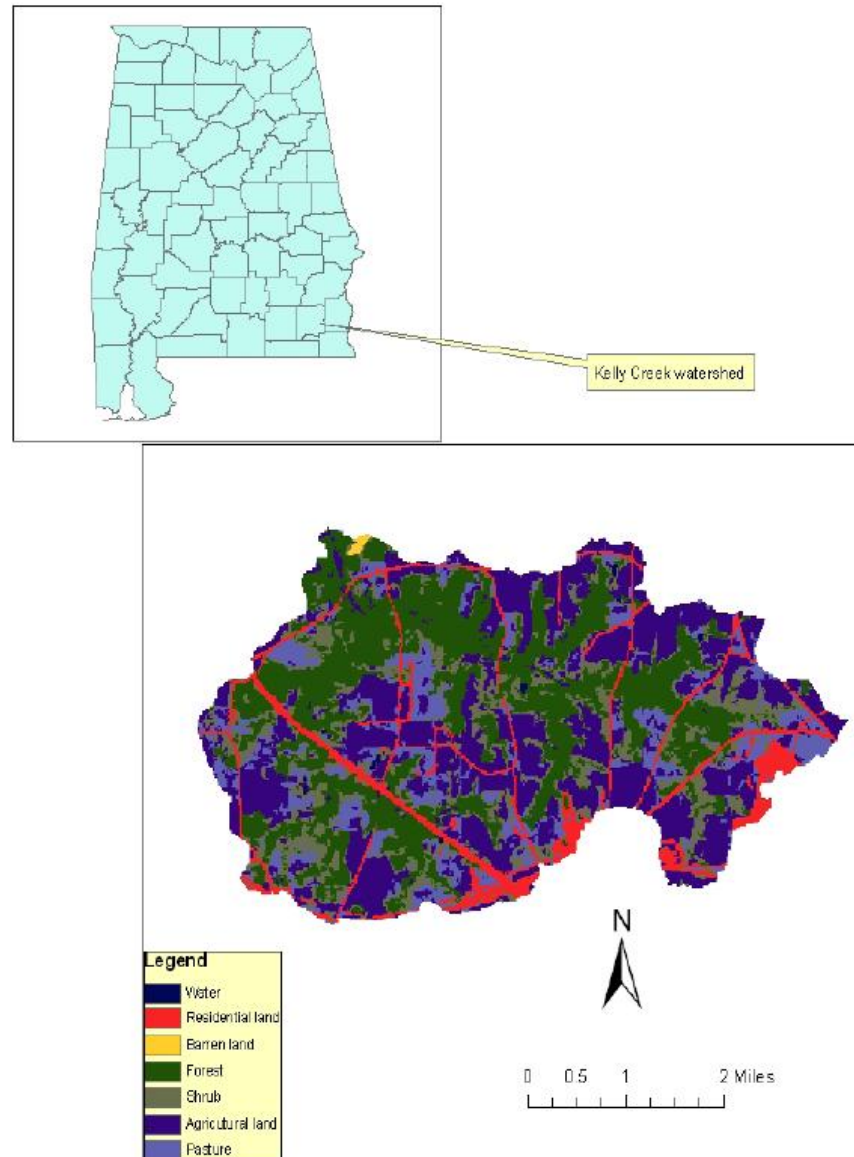 Kelly Creek watershed
N
Legend
Water
Residential land
Barren land
Forest
Shrub
Agricutural land
Pasture
0 0.5 1 2 Miles